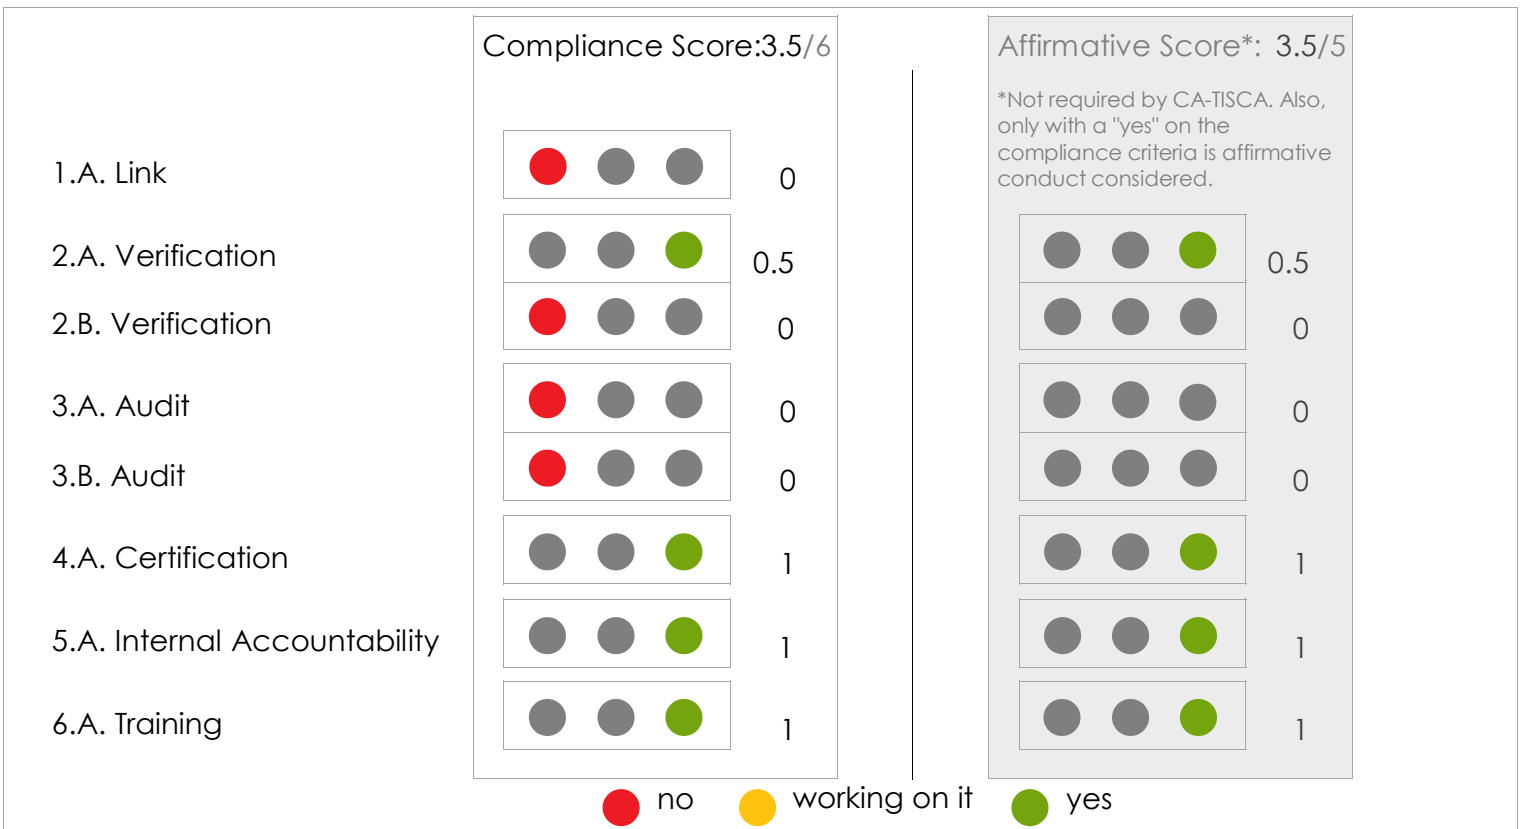 Compliance Score:3.5/6
Affirmative Score*: 3.5/5
*Not required by CA-TISCA. Also,
only with a "yes" on the
compliance criteria is affirmative
conduct considered.
1.A. Link 0
2.A. Verification 0.5 0.5
2.B. Verification 0 0
3.A. Audit 0 0
3.B. Audit 0 0
4.A. Certification 1 1
5.A. Internal Accountability 1 1
6.A. Training 1 1
no working on it yes